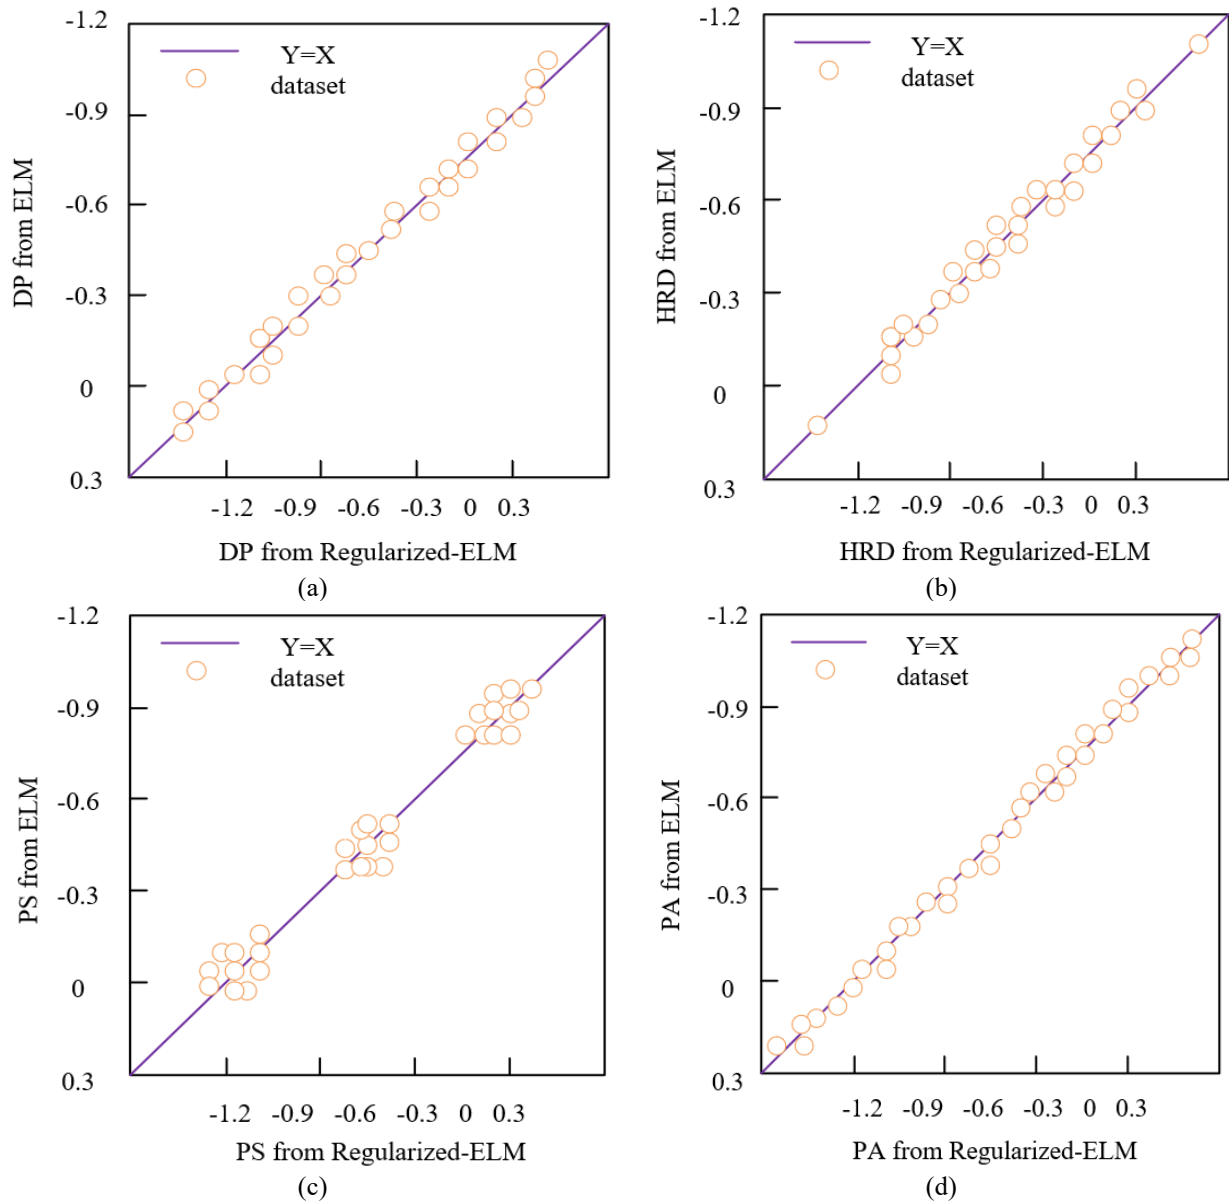 -1.2
-0.9
-0.6
-0.3
0
0.3
DP from ELM
Y=X
dataset
-1.2 -0.9 -0.6 -0.3 0 0.3
DP from Regularized-ELM
(a)
-1.2
-0.9
-0.6
-0.3
0
0.3
HRD from ELM
Y=X
dataset
-1.2 -0.9 -0.6 -0.3 0 0.3
HRD from Regularized-ELM
(b)
-1.2
-0.9
-0.6
-0.3
0
0.3
PS from ELM
Y=X
dataset
-1.2 -0.9 -0.6 -0.3 0 0.3
PS from Regularized-ELM
(c)
-1.2
-0.9
-0.6
-0.3
0
0.3
PA from ELM
Y=X
dataset
-1.2 -0.9 -0.6 -0.3 0 0.3
PA from Regularized-ELM
(d)